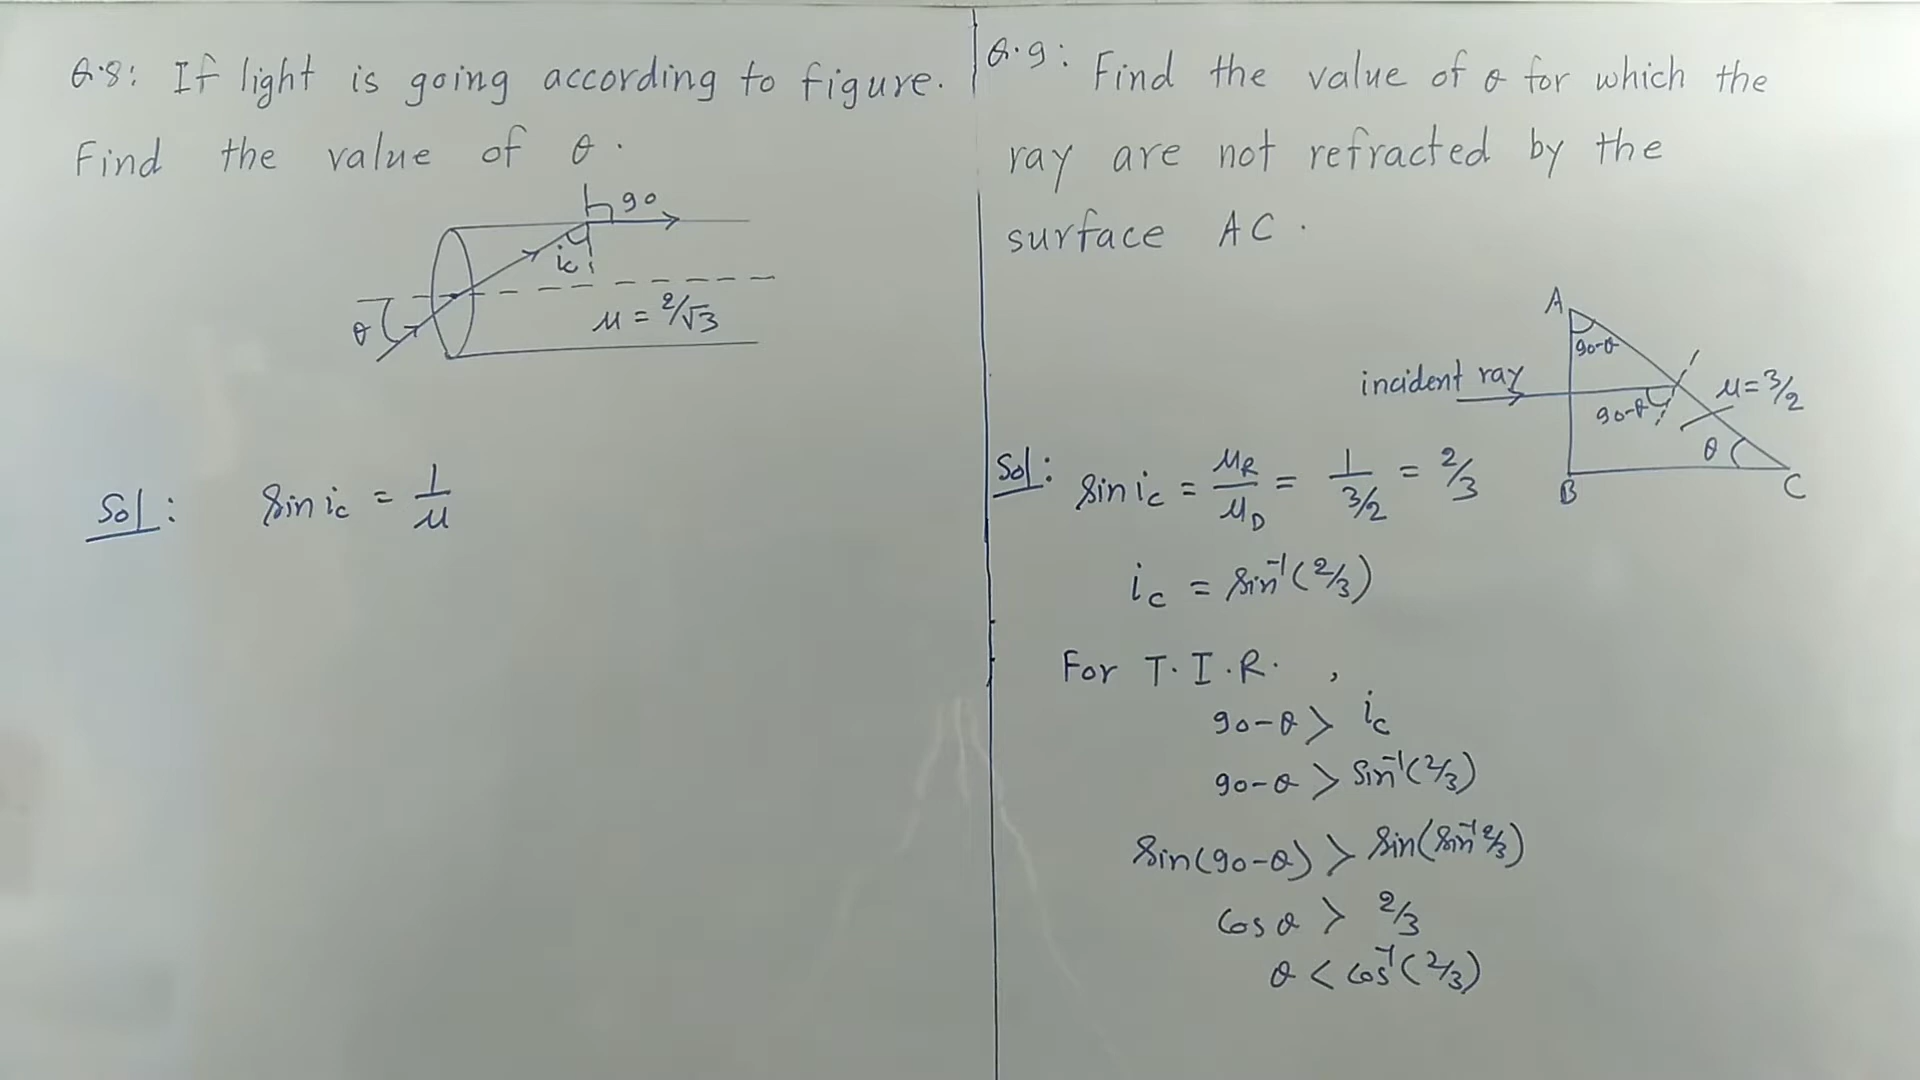 Q.8: If light is going according to figure.
Find the value of θ.
90
ic
θ
μ = 2/√3
Sol: Sin ic = 1/μ
Q.9: Find the value of θ for which the
ray are not refracted by the
surface AC.
A
90-θ
incident ray
μ = 3/2
90-θ
θ
B
C
Sol: Sin ic = μR/μD = 1/3/2 = 2/3
ic = Sin⁻¹(2/3)
For T.I.R. ,
90-θ > ic
90-θ > Sin⁻¹(2/3)
Sin(90-θ) > Sin(Sin⁻¹ 2/3)
Cos θ > 2/3
θ < Cos⁻¹(2/3)